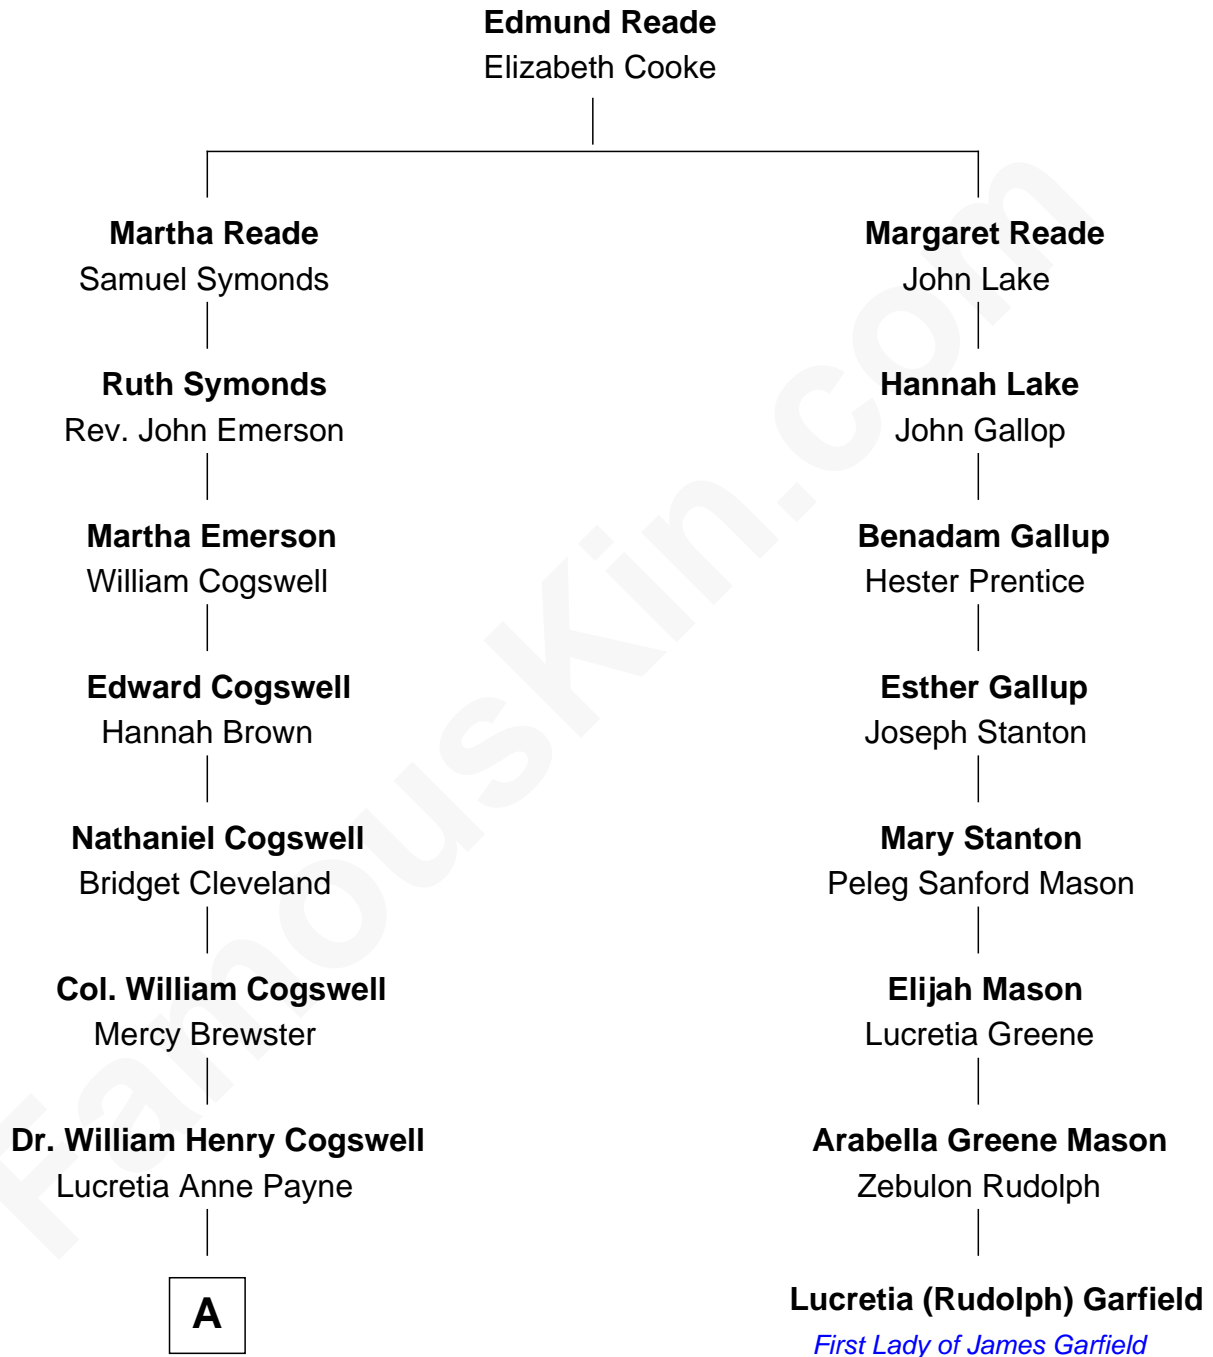 Edmund Reade
Elizabeth Cooke
Martha Reade
Samuel Symonds
Ruth Symonds
Rev. John Emerson
Martha Emerson
William Cogswell
Edward Cogswell
Hannah Brown
Nathaniel Cogswell
Bridget Cleveland
Col. William Cogswell
Mercy Brewster
Dr. William Henry Cogswell
Lucretia Anne Payne
A
Margaret Reade
John Lake
Hannah Lake
John Gallop
Benadam Gallup
Hester Prentice
Esther Gallup
Joseph Stanton
Mary Stanton
Peleg Sanford Mason
Elijah Mason
Lucretia Greene
Arabella Greene Mason
Zebulon Rudolph
Lucretia (Rudolph) Garfield
First Lady of James Garfield
FamousKin.com